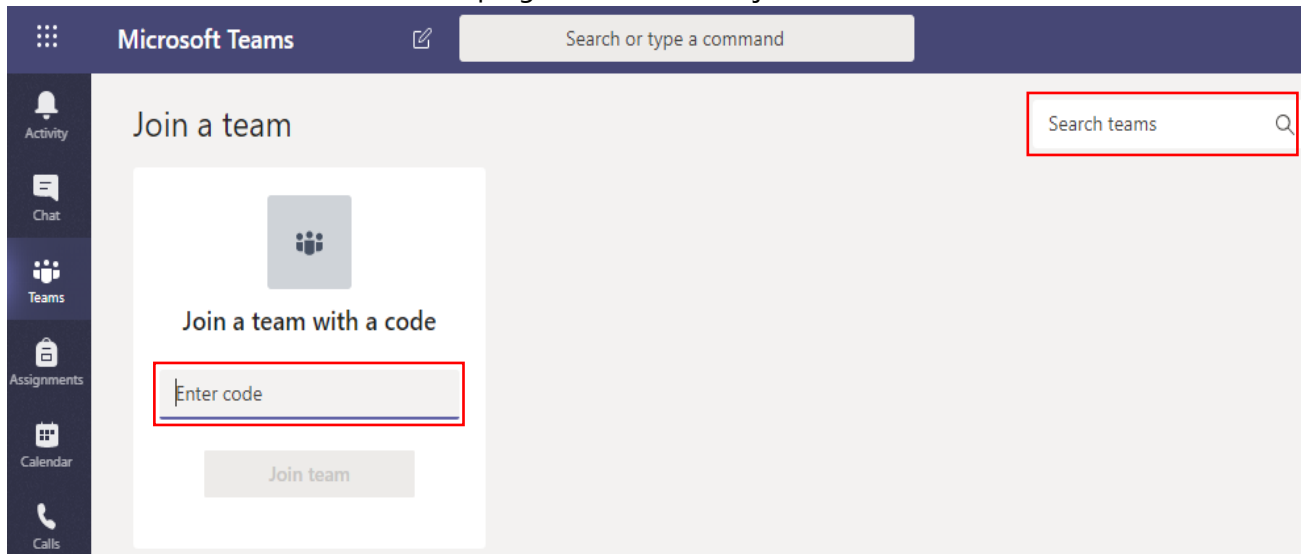 Microsoft Teams
Search or type a command
Activity
Chat
Teams
Assignments
Calendar
Calls
Join a team
Search teams
Join a team with a code
Enter code
Join team